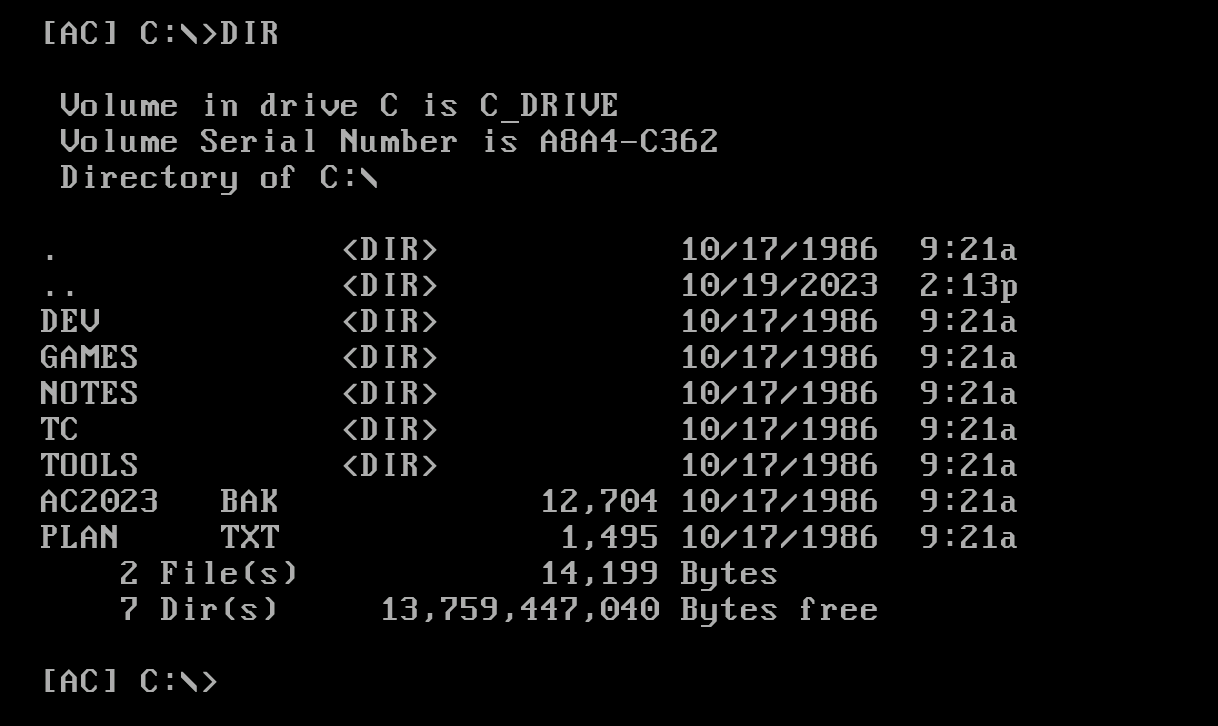 [AC] C:\>DIR

 Volume in drive C is C_DRIVE
 Volume Serial Number is A8A4-C362
 Directory of C:\

.              <DIR>            10/17/1986  9:21a
..             <DIR>            10/19/2023  2:13p
DEV            <DIR>            10/17/1986  9:21a
GAMES          <DIR>            10/17/1986  9:21a
NOTES          <DIR>            10/17/1986  9:21a
TC             <DIR>            10/17/1986  9:21a
TOOLS          <DIR>            10/17/1986  9:21a
AC2023   BAK             12,704 10/17/1986  9:21a
PLAN     TXT              1,495 10/17/1986  9:21a
    2 File(s)            14,199 Bytes
    7 Dir(s)     13,759,447,040 Bytes free

[AC] C:\>